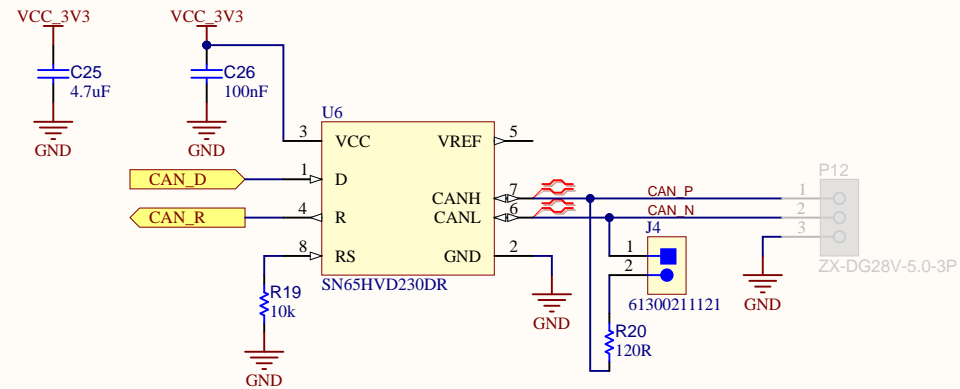 VCC_3V3
VCC_3V3
C25
4.7uF
C26
100nF
GND
GND
U6
3
VCC
VREF
5
CAN_D
1
D
CANH
7
CAN_P
CAN_R
4
R
CANL
6
CAN_N
8
RS
GND
2
SN65HVD230DR
R19
10k
GND
GND
J4
1
2
61300211121
R20
120R
P12
1
2
3
ZX-DG28V-5.0-3P
GND